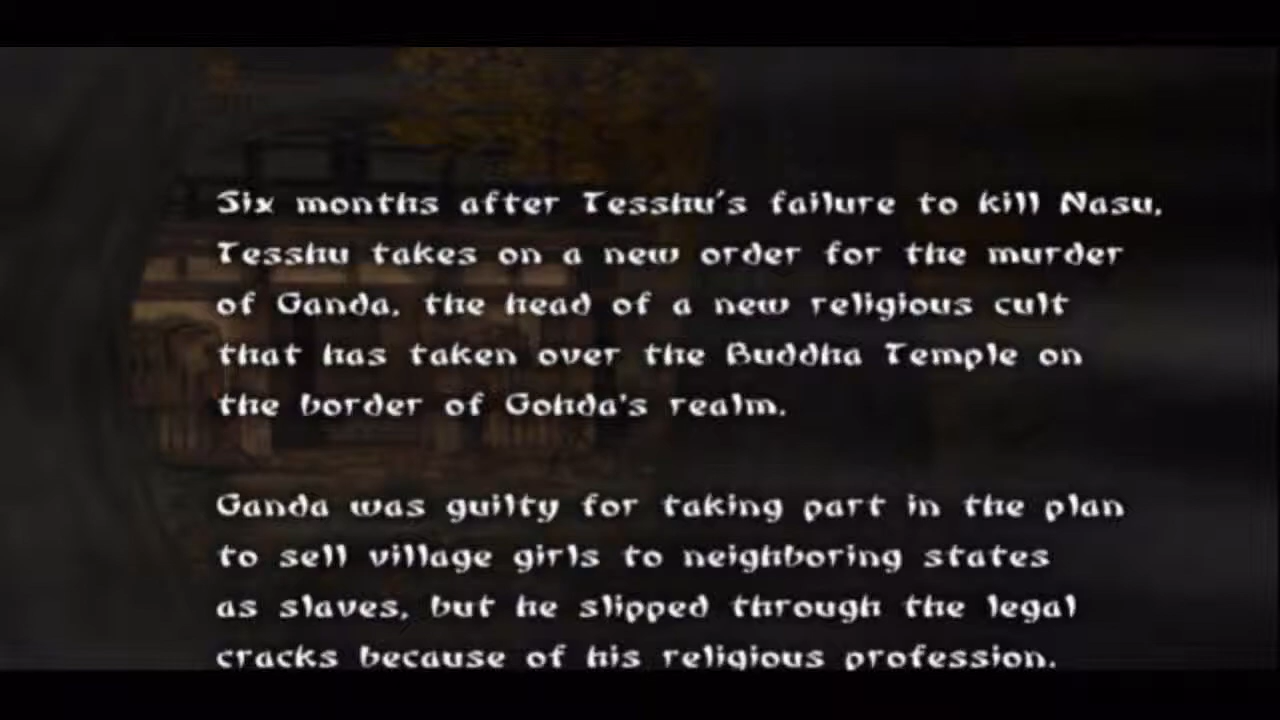 Six months after Tesshu's failure to kill Nasu,
Tesshu takes on a new order for the murder
of Ganda, the head of a new religious cult
that has taken over the Buddha Temple on
the border of Gohda's realm.
Ganda was guilty for taking part in the plan
to sell village girls to neighboring states
as slaves, but he slipped through the legal
cracks because of his religious profession.